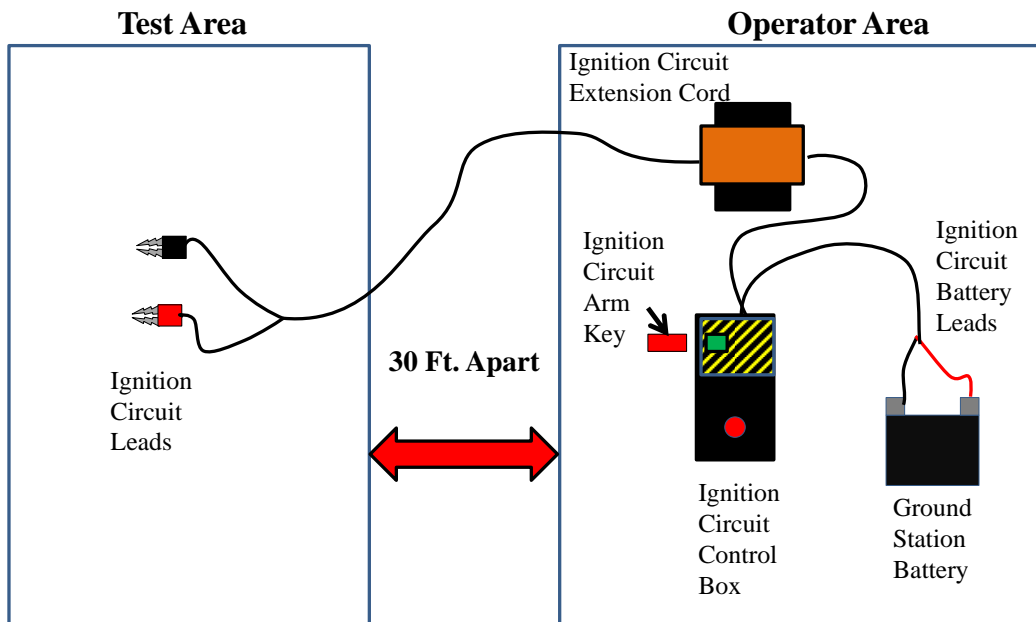 Test Area
Operator Area
Ignition Circuit
Extension Cord
Ignition
Circuit
Arm
Key
Ignition
Circuit
Battery
Leads
30 Ft. Apart
Ignition
Circuit
Leads
Ignition
Circuit
Control
Box
Ground
Station
Battery